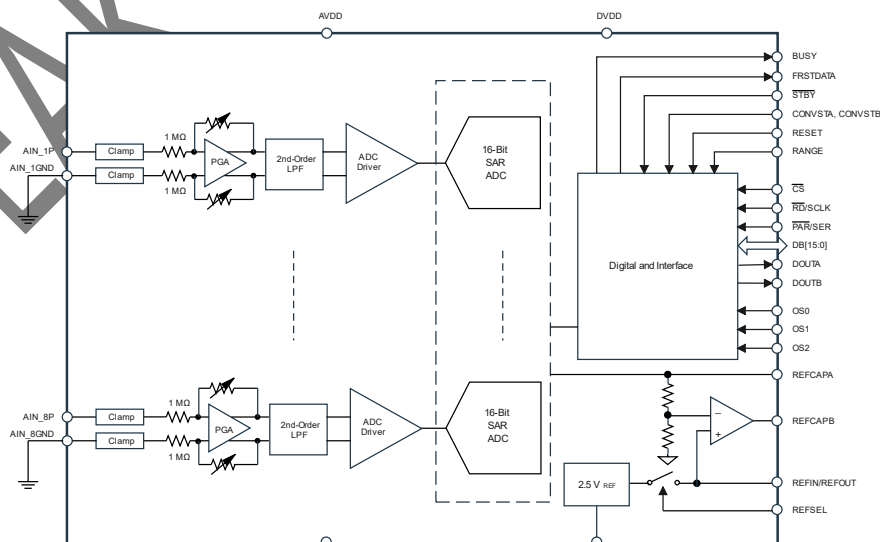 AVDD
DVDD
BUSY
FRSTDATA
STBY
CONVSTA, CONVSTB
RESET
RANGE
CS
RD/SCLK
PAR/SER
DB[15:0]
DOUTA
DOUTB
OS0
OS1
OS2
REFCAPA
REFCAPB
REFIN/REFOUT
REFSEL
AIN_1P
AIN_1GND
Clamp
Clamp
1 MΩ
1 MΩ
PGA
2nd-Order
LPF
ADC
Driver
16-Bit
SAR
ADC
Digital and Interface
AIN_8P
AIN_8GND
Clamp
Clamp
1 MΩ
1 MΩ
PGA
2nd-Order
LPF
ADC
Driver
16-Bit
SAR
ADC
2.5 V REF